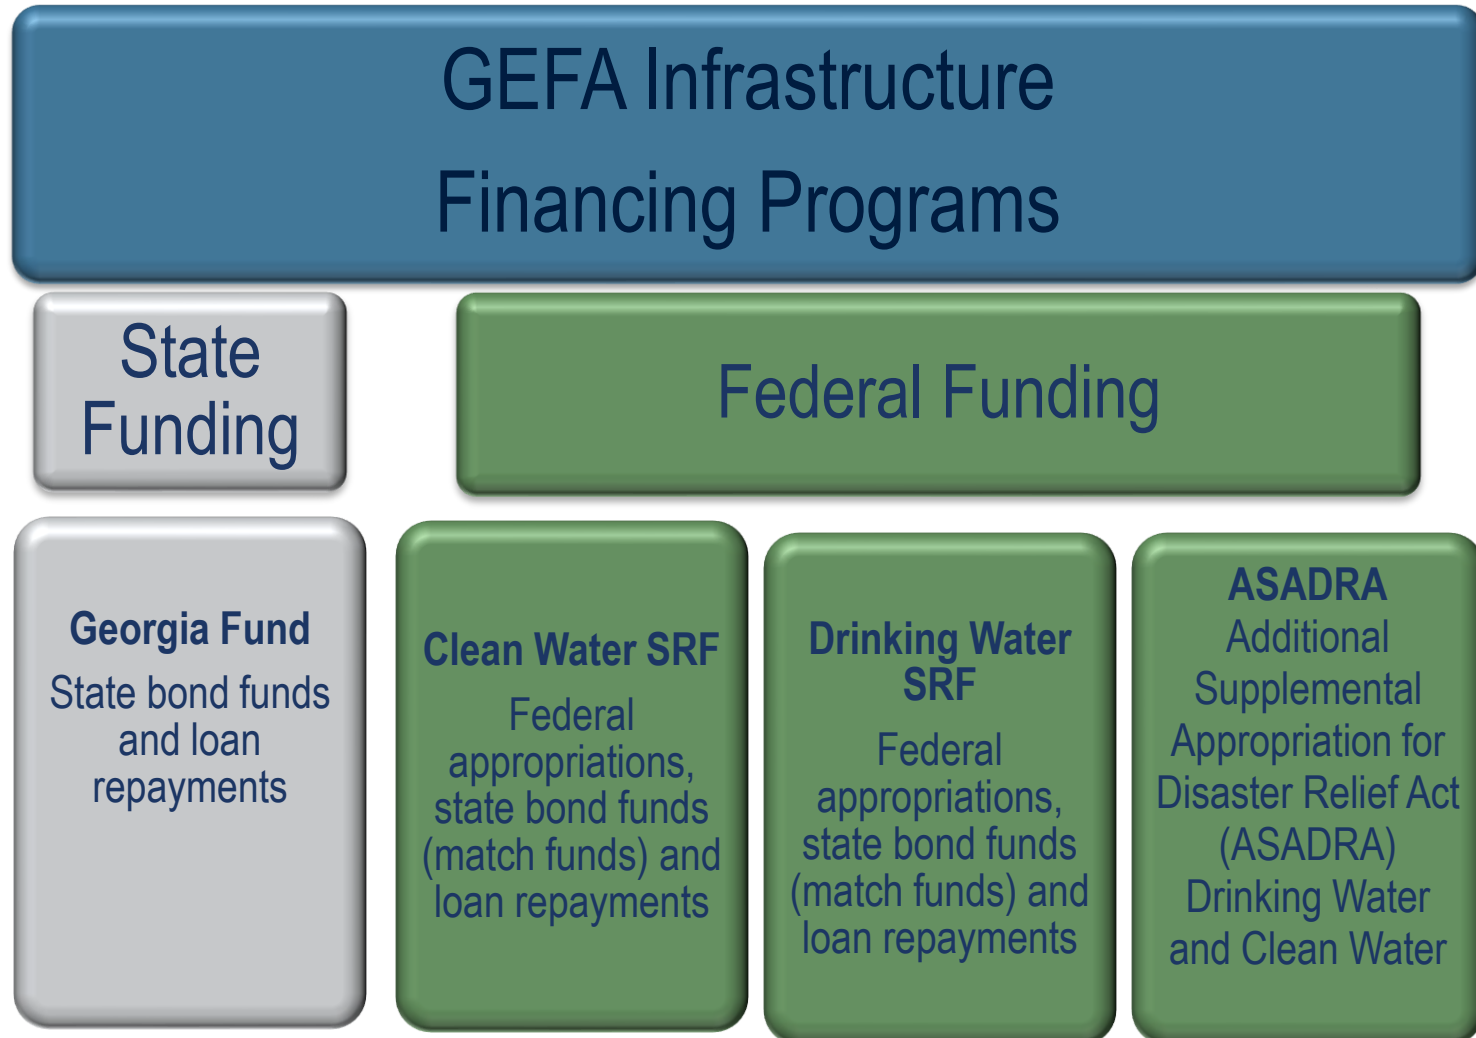 GEFA Infrastructure
Financing Programs
State
Funding
Federal Funding
Georgia Fund
State bond funds
and loan
repayments
Clean Water SRF
Federal
appropriations,
state bond funds
(match funds) and
loan repayments
Drinking Water
SRF
Federal
appropriations,
state bond funds
(match funds) and
loan repayments
ASADRA
Additional
Supplemental
Appropriation for
Disaster Relief Act
(ASADRA)
Drinking Water
and Clean Water